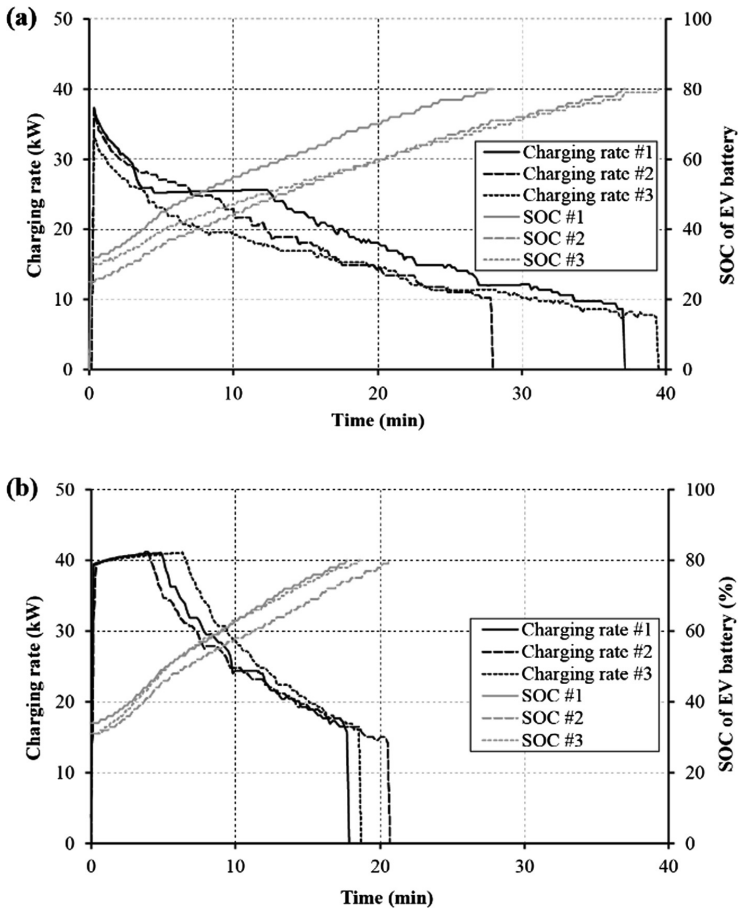 (a)
50
40
30
20
10
0
Charging rate (kW)
100
80
60
40
20
0
SOC of EV battery
Charging rate #1
Charging rate #2
Charging rate #3
SOC #1
SOC #2
SOC #3
0 10 20 30 40
Time (min)
(b)
50
40
30
20
10
0
Charging rate (kW)
100
80
60
40
20
0
SOC of EV battery (%)
Charging rate #1
Charging rate #2
Charging rate #3
SOC #1
SOC #2
SOC #3
0 10 20 30 40
Time (min)